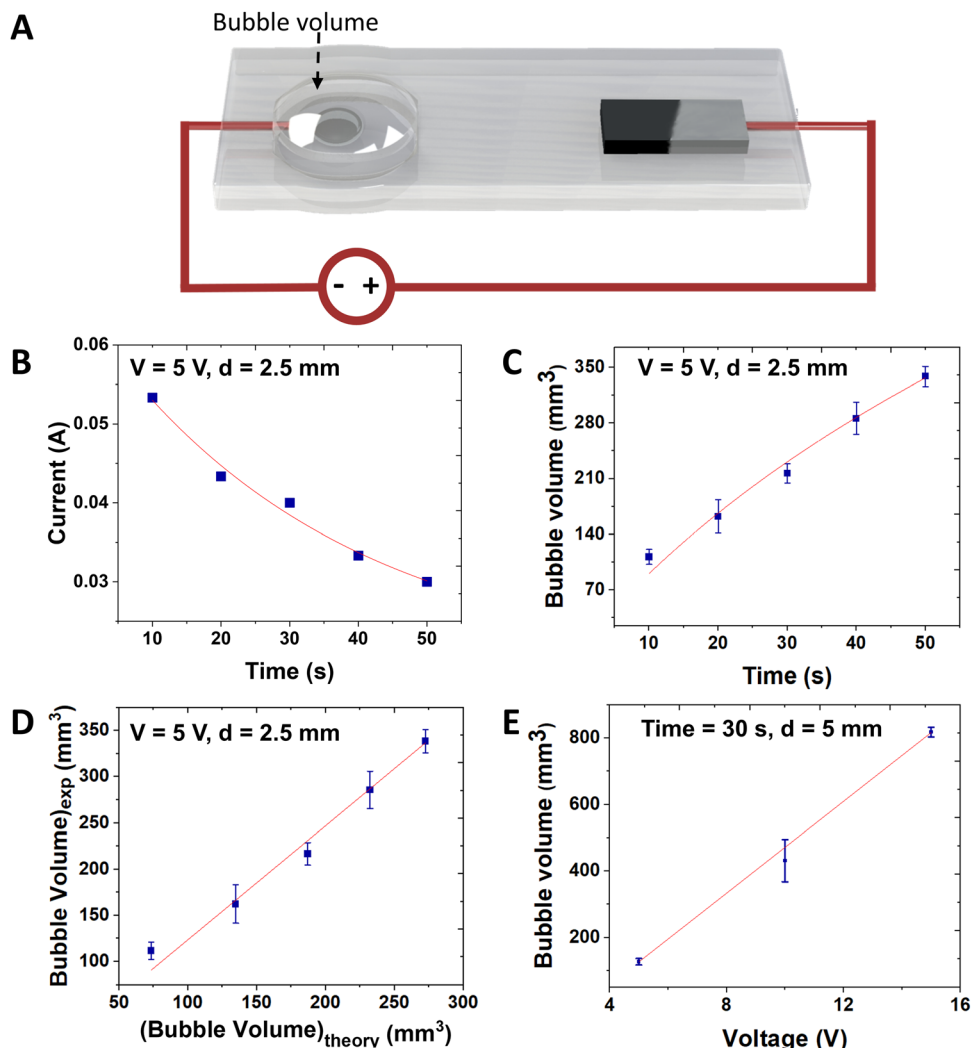 A
Bubble volume
- +
B
V = 5 V, d = 2.5 mm
Current (A)
0.06
0.05
0.04
0.03
10 20 30 40 50
Time (s)
C
V = 5 V, d = 2.5 mm
Bubble volume (mm³)
350
280
210
140
70
10 20 30 40 50
Time (s)
D
V = 5 V, d = 2.5 mm
(Bubble Volume)exp (mm³)
350
300
250
200
150
100
50 100 150 200 250 300
(Bubble Volume)theory (mm³)
E
Time = 30 s, d = 5 mm
Bubble volume (mm³)
800
600
400
200
4 8 12 16
Voltage (V)